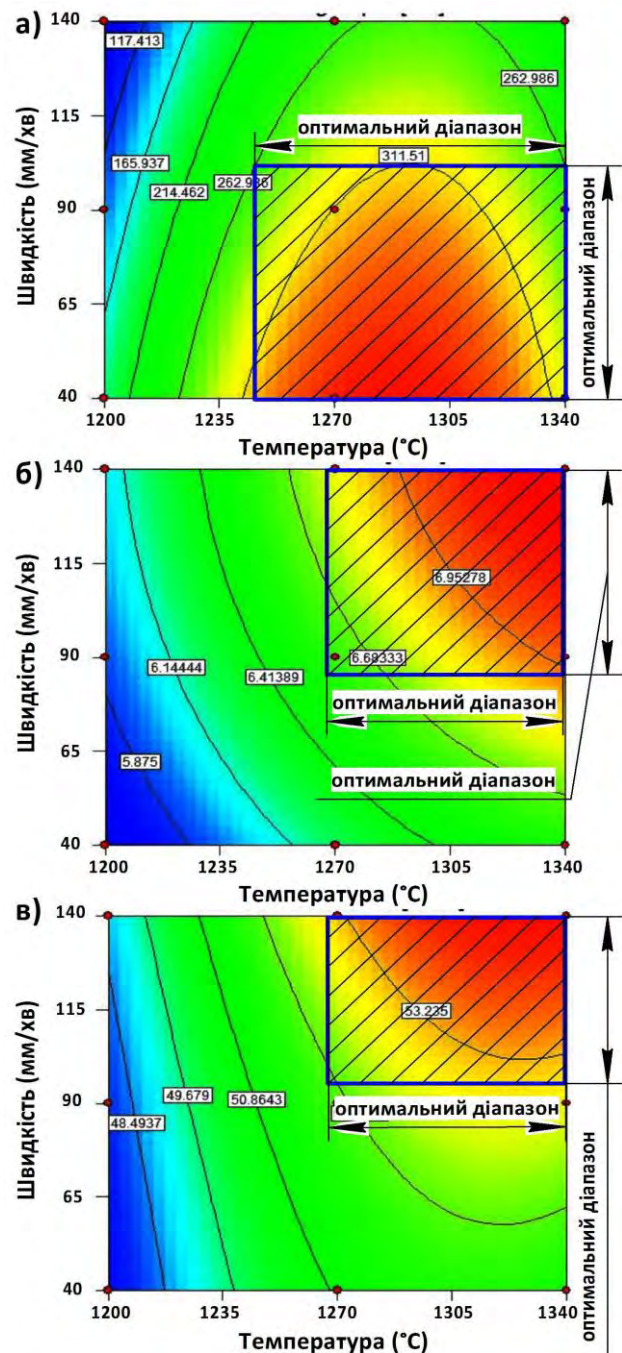 а)
140
115
90
65
40
Швидкість (мм/хв)
117.413
165.937
214.462
262.986
262.986
311.51
оптимальний діапазон
оптимальний діапазон
1200 1235 1270 1305 1340
Температура (°C)
б)
140
115
90
65
40
Швидкість (мм/хв)
5.875
6.14444
6.41389
6.68333
6.95278
оптимальний діапазон
оптимальний діапазон
1200 1235 1270 1305 1340
Температура (°C)
в)
140
115
90
65
40
Швидкість (мм/хв)
48.4937
49.679
50.8643
53.235
оптимальний діапазон
оптимальний діапазон
1200 1235 1270 1305 1340
Температура (°C)